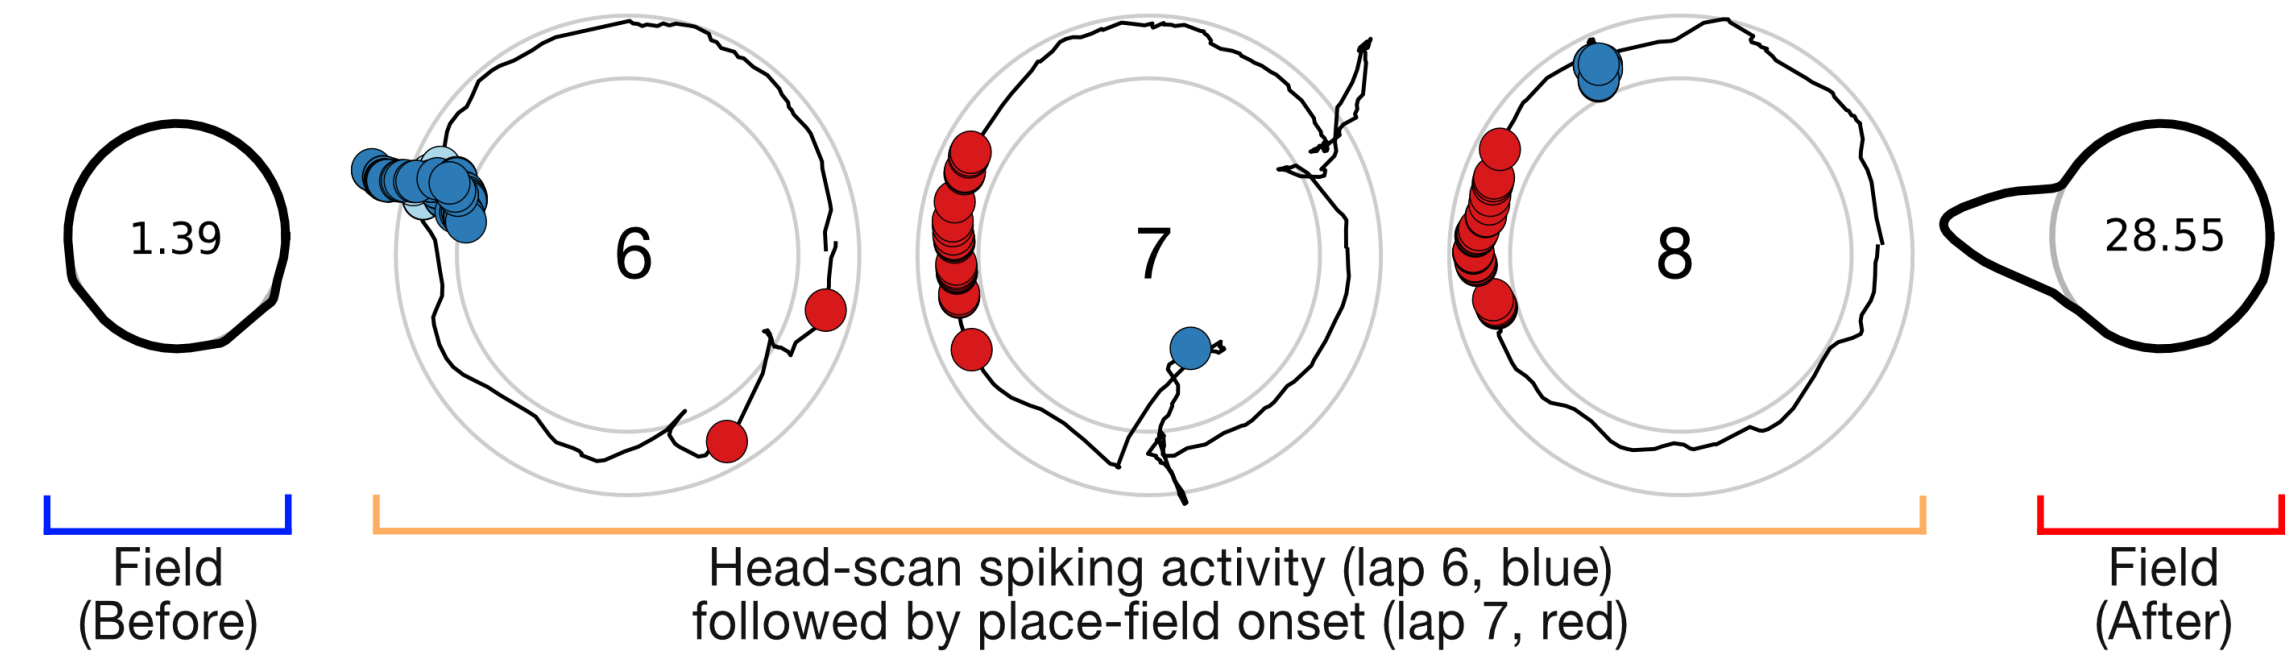 1.39
6
7
8
28.55
Field
(Before)
Head-scan spiking activity (lap 6, blue)
followed by place-field onset (lap 7, red)
Field
(After)